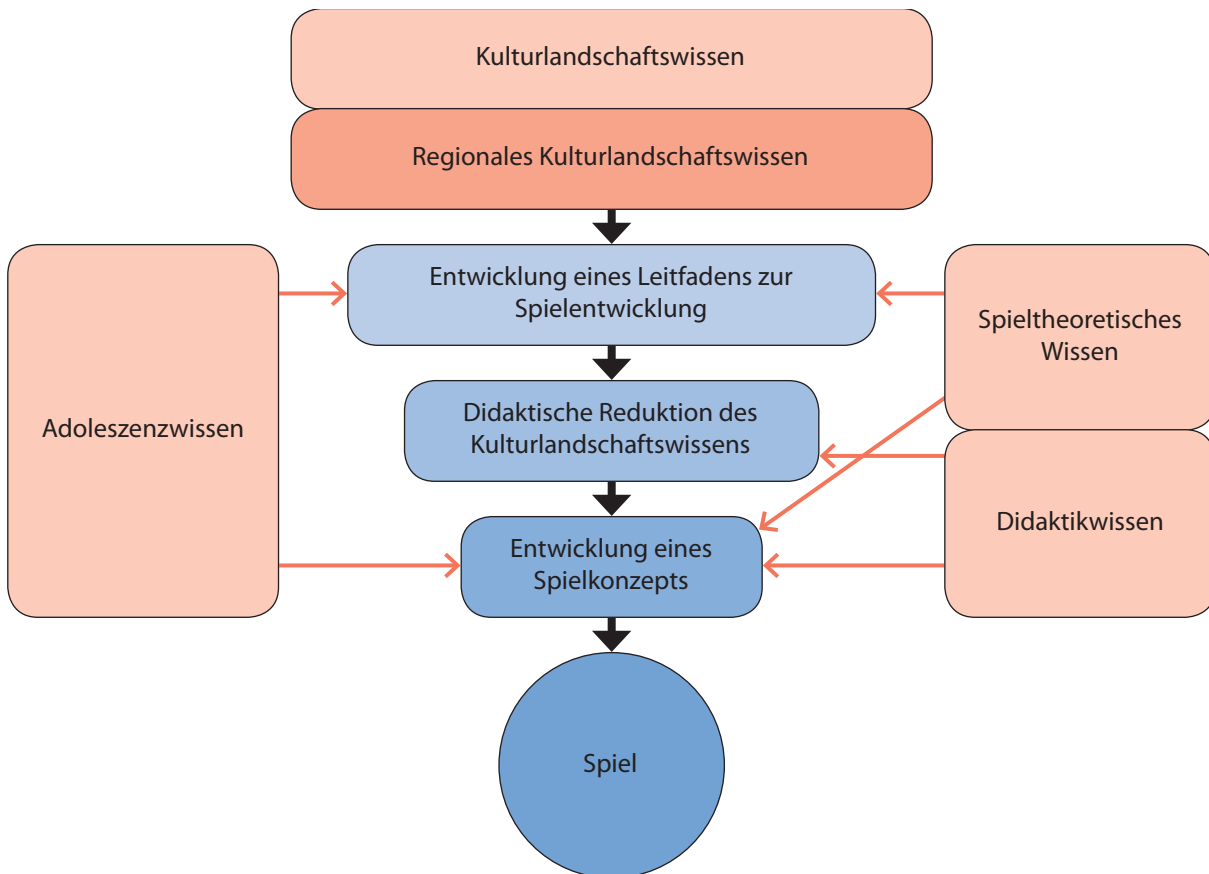 Kulturlandschaftswissen
Regionales Kulturlandschaftswissen
Entwicklung eines Leitfadens zur
Spielentwicklung
Spieltheoretisches
Wissen
Adoleszenzwissen
Didaktische Reduktion des
Kulturlandschaftswissens
Didaktikwissen
Entwicklung eines
Spielkonzepts
Spiel